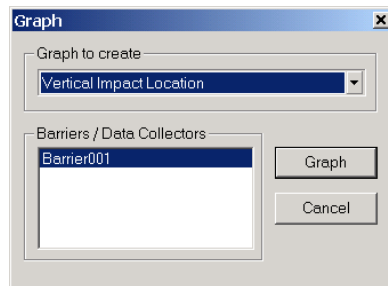 Graph
Graph to create
Vertical Impact Location
Barriers / Data Collectors
Barrier001
Graph
Cancel